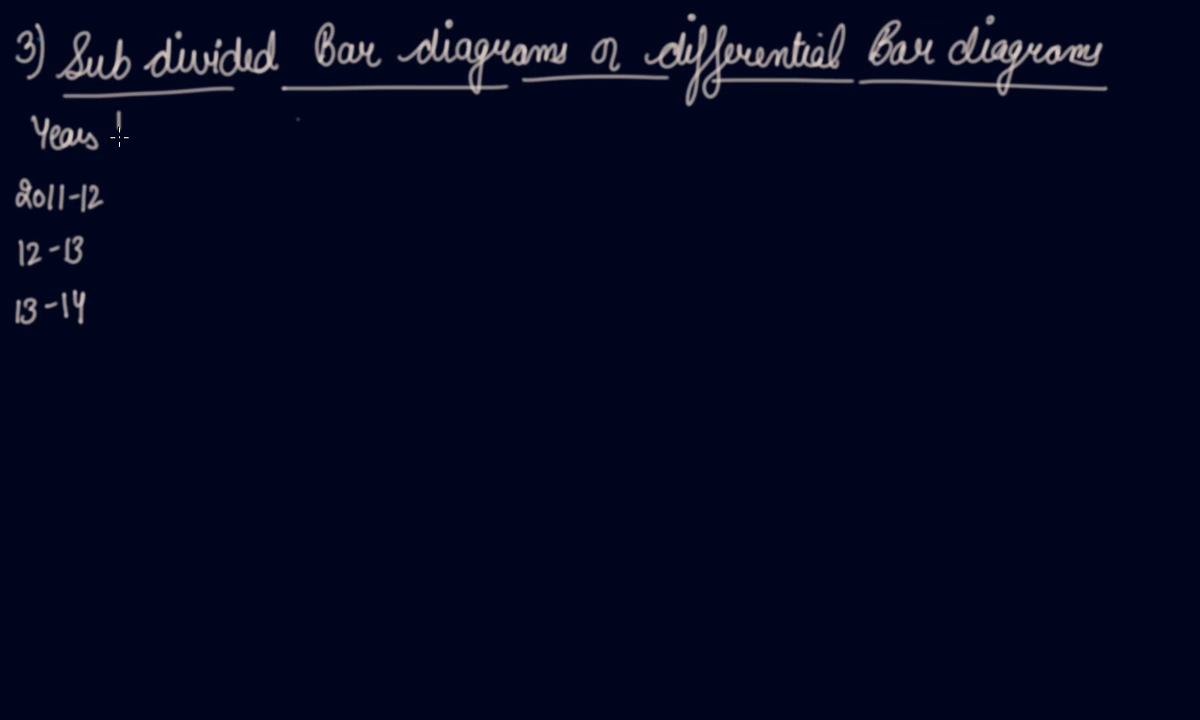 3) Sub divided Bar diagrams or differential Bar diagrams
Years
2011-12
12-13
13-14